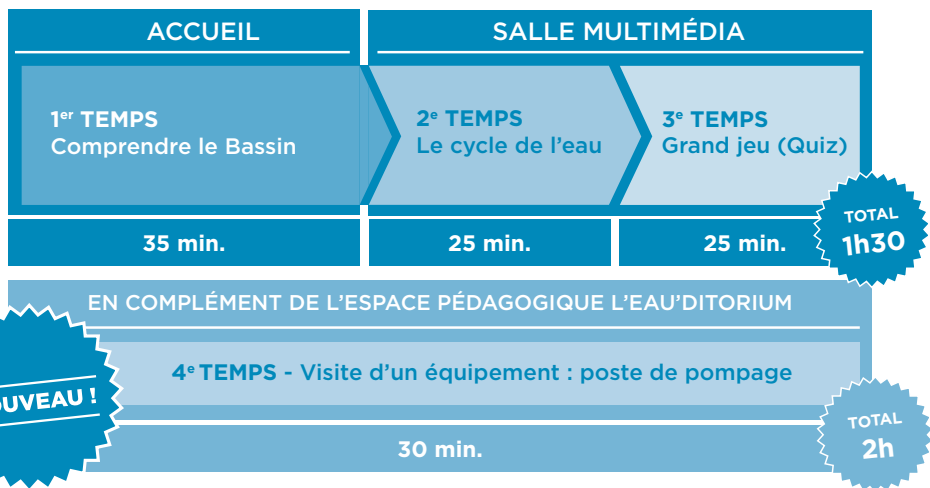 ACCUEIL
SALLE MULTIMÉDIA
1er TEMPS
Comprendre le Bassin
2e TEMPS
Le cycle de l’eau
3e TEMPS
Grand jeu (Quiz)
35 min.
25 min.
25 min.
TOTAL
1h30
EN COMPLÉMENT DE L’ESPACE PÉDAGOGIQUE L’EAU’DITORIUM
4e TEMPS - Visite d’un équipement : poste de pompage
OUVEAU !
30 min.
TOTAL
2h